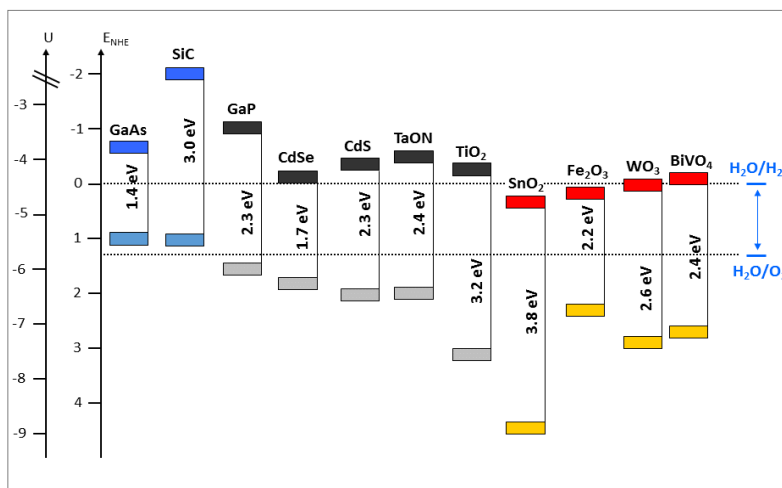 U
E_NHE
SiC
-2
-3
GaP
-1
GaAs
TaON
CdS
TiO₂
CdSe
BiVO₄
WO₃
Fe₂O₃
H₂O/H₂
-4
0
SnO₂
1.4 eV
3.0 eV
2.3 eV
1.7 eV
2.3 eV
2.4 eV
3.2 eV
3.8 eV
2.2 eV
2.6 eV
2.4 eV
-5
1
H₂O/O
-6
2
-7
3
-8
4
-9